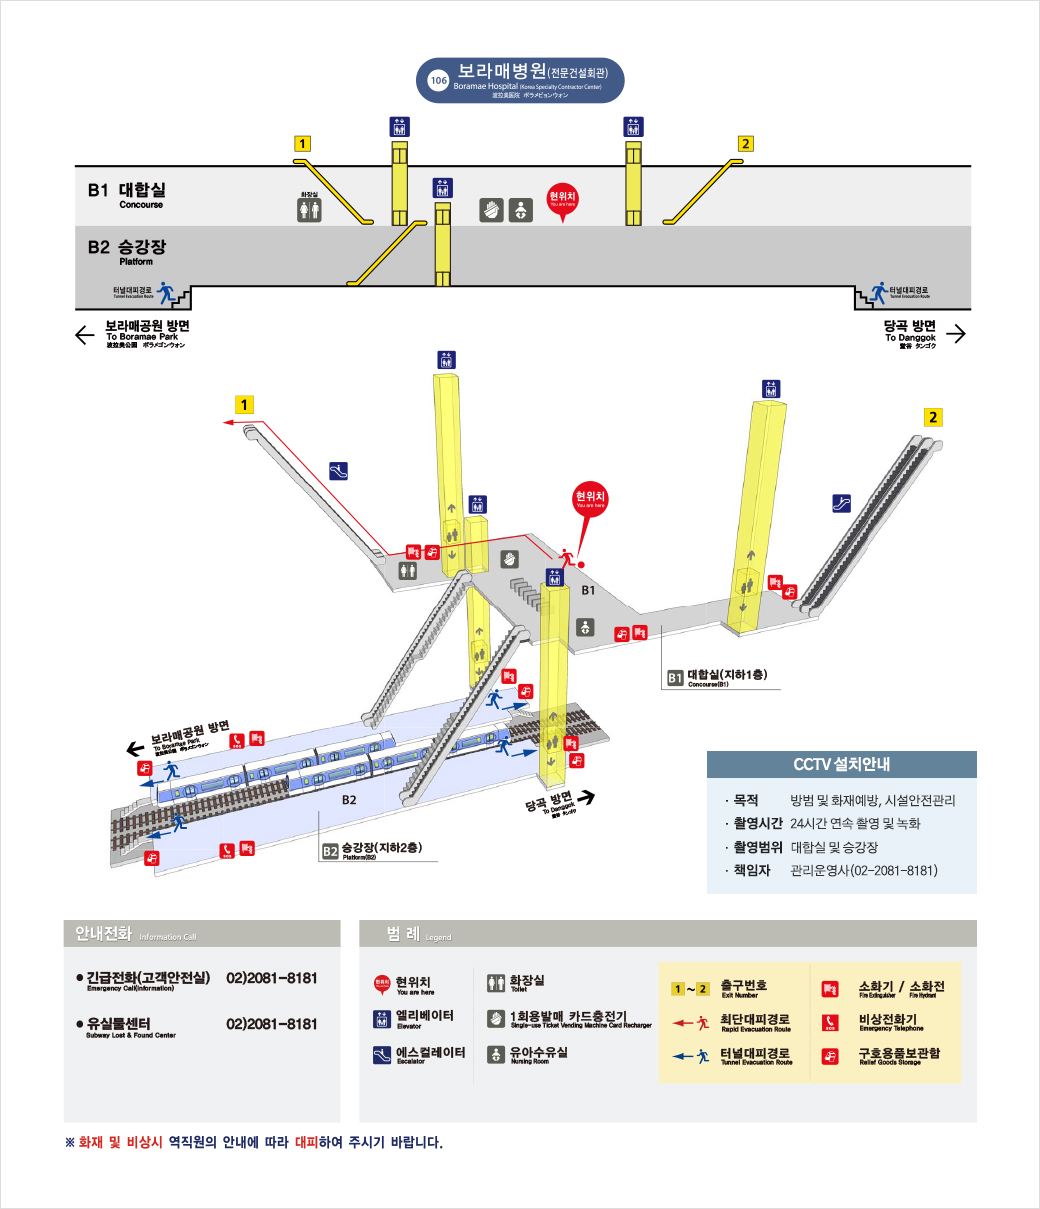 106 보라매병원(전문건설회관)
Boramae Hospital (Korea Specialty Contractor Center)
波拉美医院 ポラメビョンウォン
1
2
B1 대합실
Concourse
화장실
현위치
You are here
B2 승강장
Platform
터널대피경로
Tunnel Evacuation Route
터널대피경로
Tunnel Evacuation Route
보라매공원 방면
To Boramae Park
波拉美公園 ポラメゴンウォン
당곡 방면
To Danggok
堂谷 タンゴク
1
2
현위치
You are here
B1
B1 대합실(지하1층)
Concourse(B1)
보라매공원 방면
To Boramae Park
波拉美公園 ポラメゴンウォン
SOS
B2
당곡 방면
To Danggok
堂谷 タンゴク
SOS
B2 승강장(지하2층)
Platform(B2)
CCTV 설치안내
· 목적 방범 및 화재예방, 시설안전관리
· 촬영시간 24시간 연속 촬영 및 녹화
· 촬영범위 대합실 및 승강장
· 책임자 관리운영사(02-2081-8181)
안내전화 Information Call
● 긴급전화(고객안전실) 02)2081-8181
Emergency Call(Information)
● 유실물센터 02)2081-8181
Subway Lost & Found Center
범 례 Legend
현위치
You are here
엘리베이터
Elevator
에스컬레이터
Escalator
화장실
Toilet
1회용발매 카드충전기
Single-use Ticket Vending Machine Card Recharger
유아수유실
Nursing Room
1 ~ 2 출구번호
Exit Number
최단대피경로
Rapid Evacuation Route
터널대피경로
Tunnel Evacuation Route
소화기 / 소화전
Fire Extinguisher Fire Hydrant
SOS 비상전화기
Emergency Telephone
구호용품보관함
Relief Goods Storage
※ 화재 및 비상시 역직원의 안내에 따라 대피하여 주시기 바랍니다.